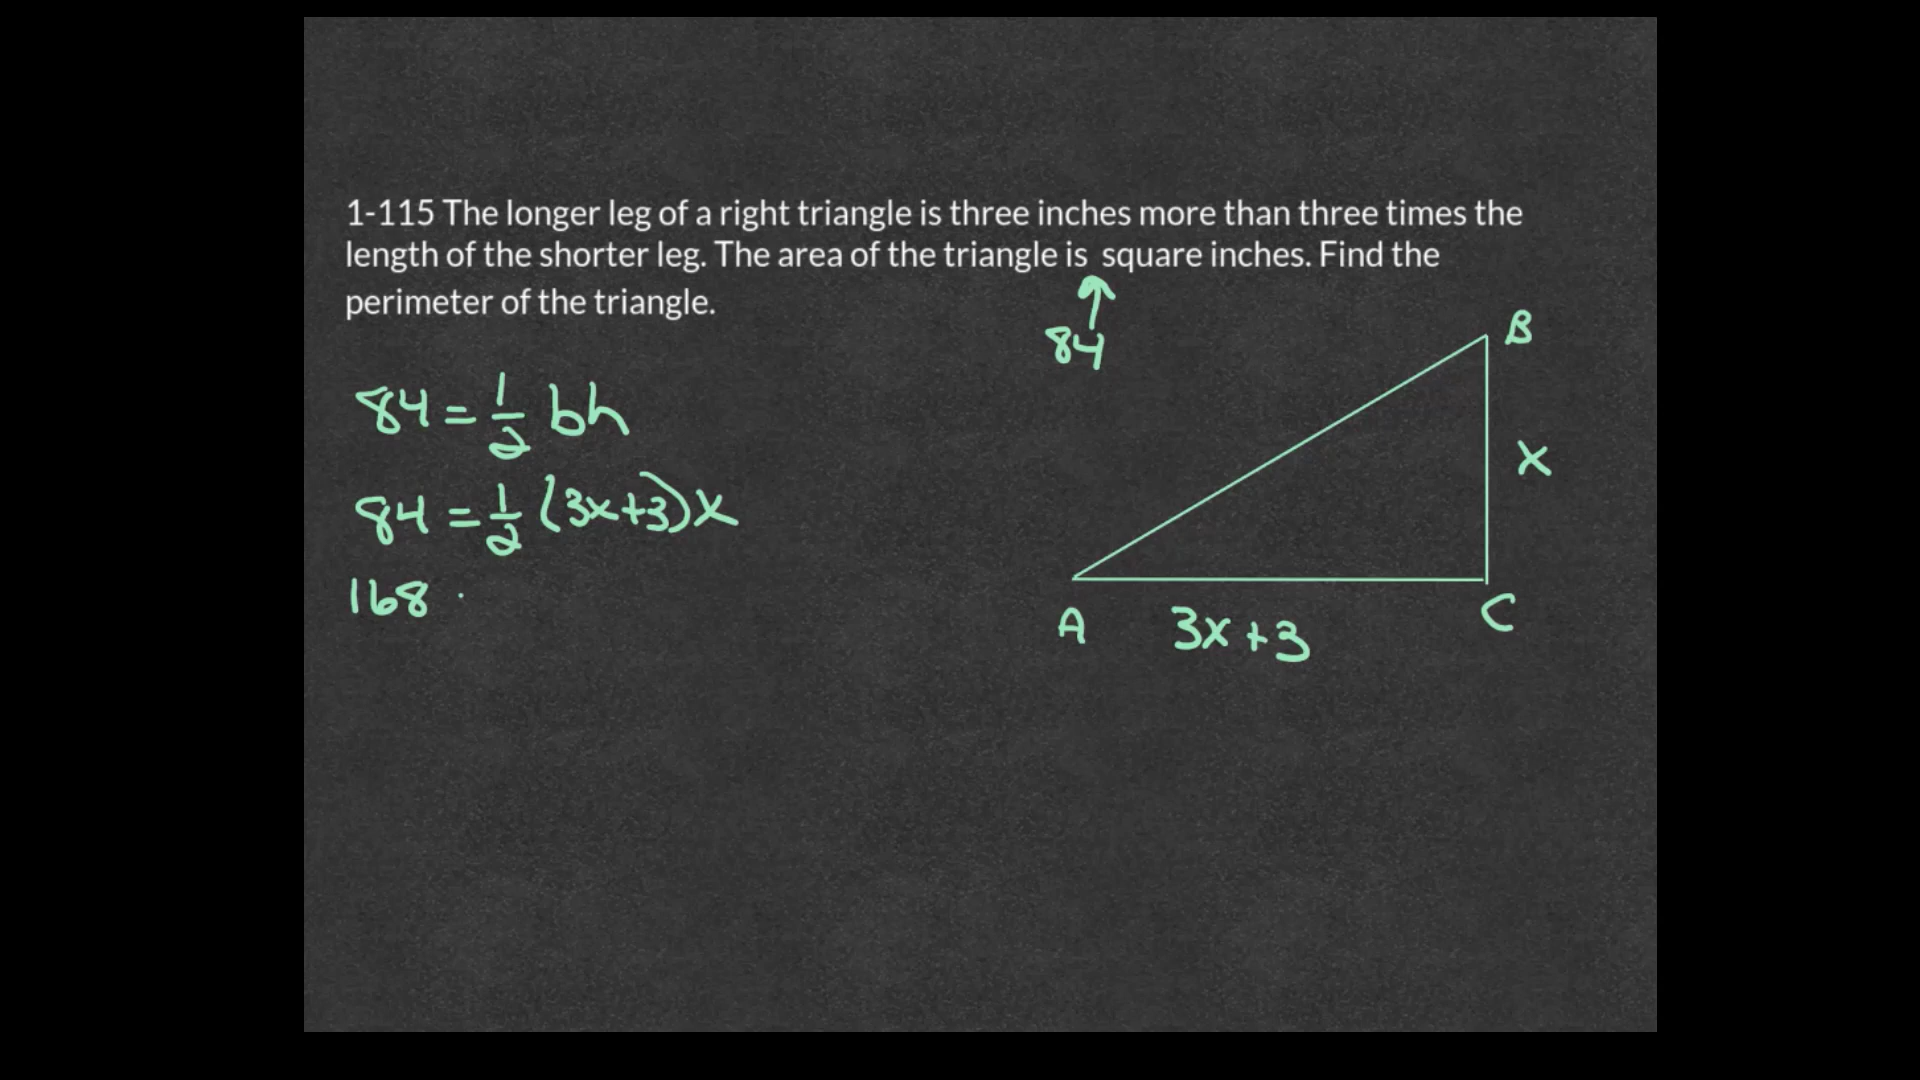 1-115 The longer leg of a right triangle is three inches more than three times the
length of the shorter leg. The area of the triangle is square inches. Find the
perimeter of the triangle.
84
B
84 = 1/2 bh
x
84 = 1/2 (3x+3)x
168
A 3x+3 C